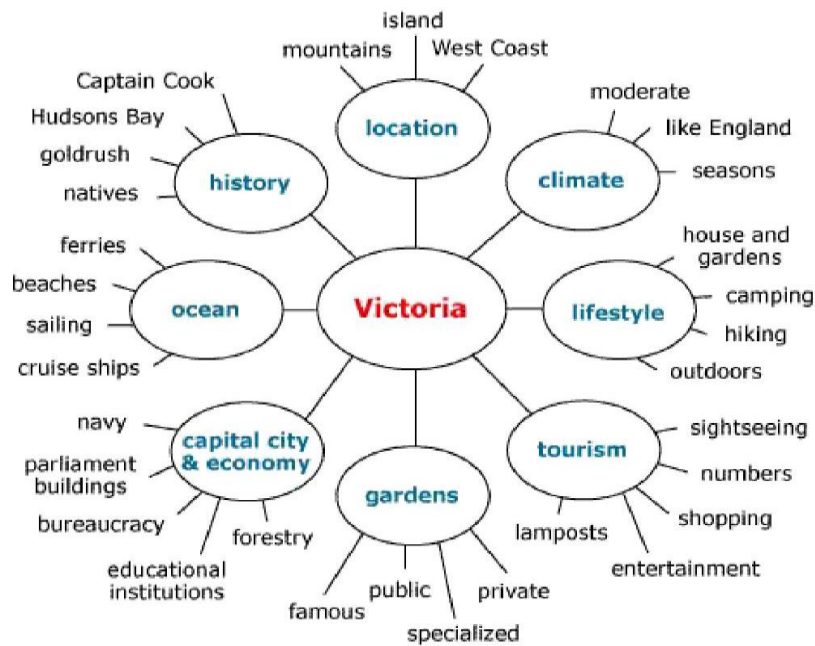 island
mountains
West Coast
location
Captain Cook
Hudsons Bay
goldrush
natives
history
moderate
like England
seasons
climate
ferries
beaches
sailing
cruise ships
ocean
Victoria
house and
gardens
camping
hiking
outdoors
lifestyle
navy
parliament
buildings
bureaucracy
educational
institutions
forestry
capital city
& economy
gardens
famous
public
specialized
private
tourism
sightseeing
numbers
shopping
entertainment
lamposts